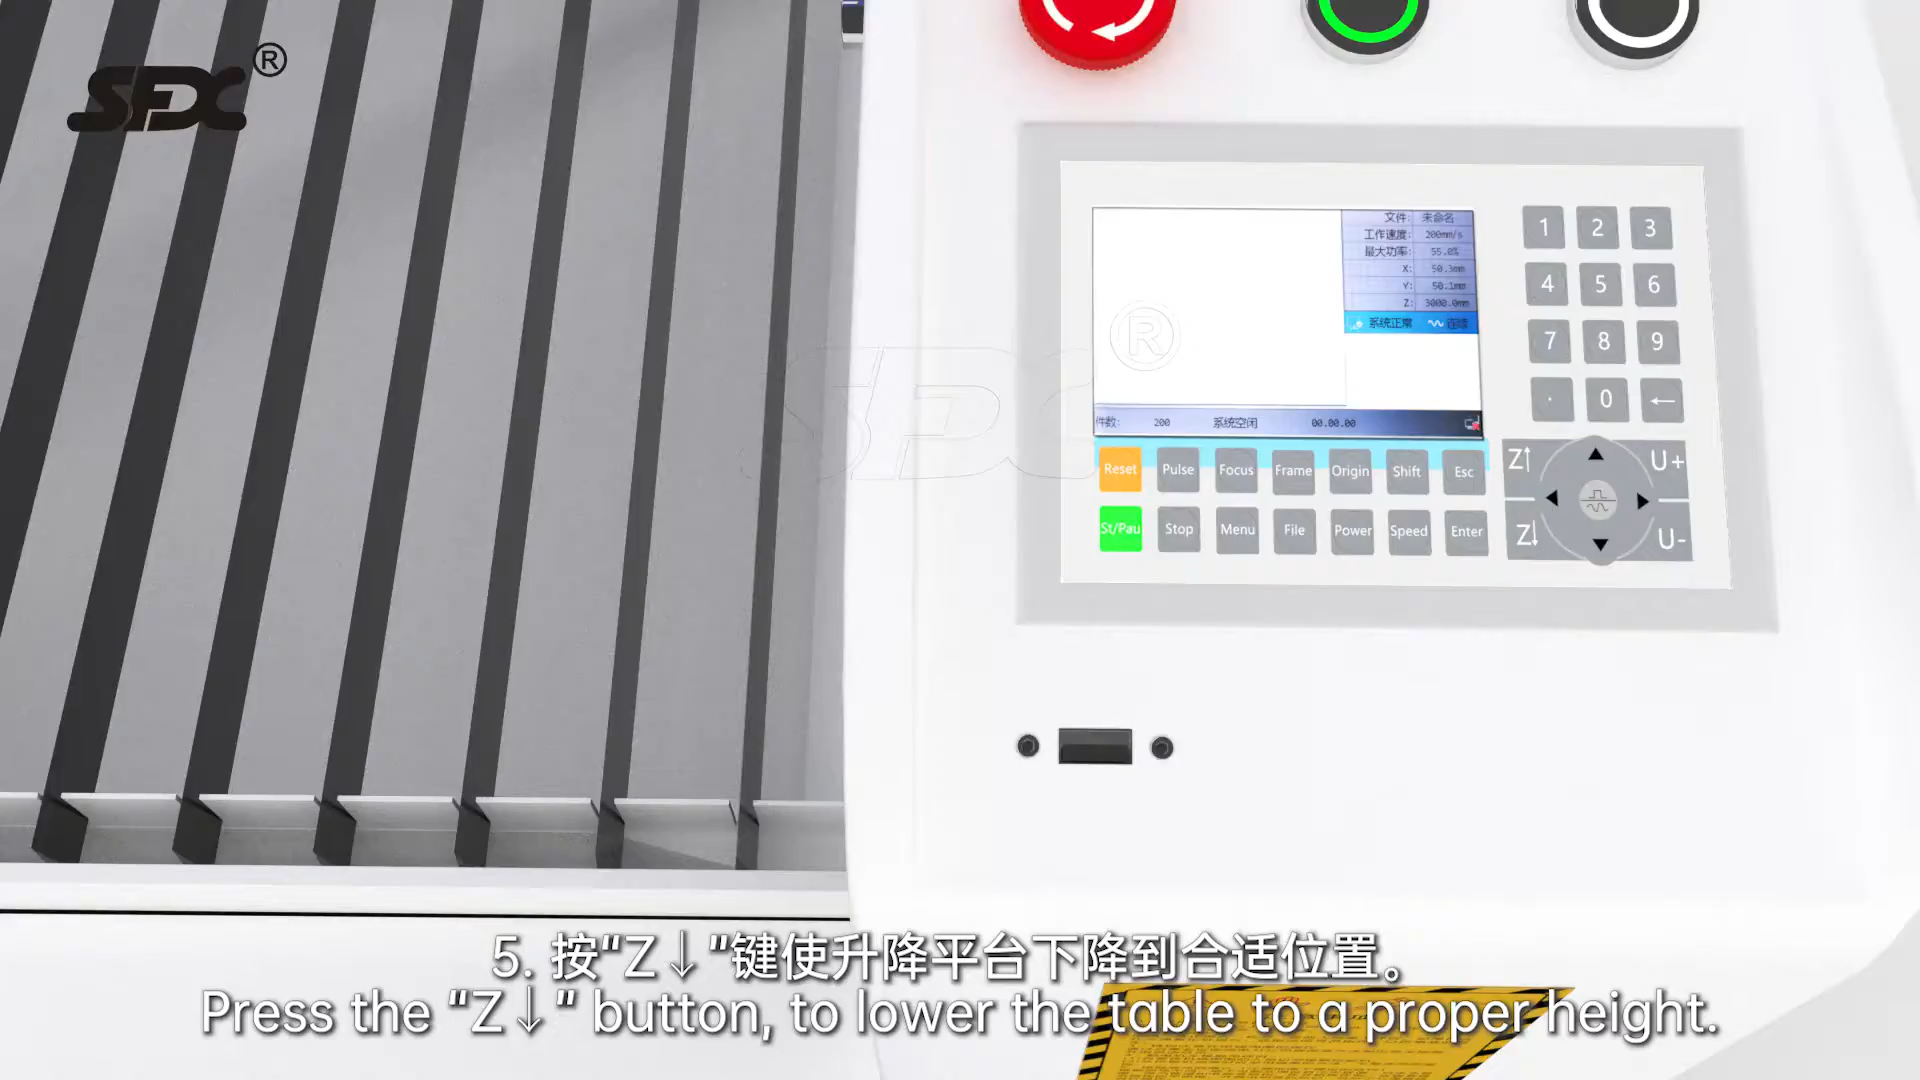 SFX®
文件: 未命名
工作速度: 200mm/s
最大功率: 55.0%
X: 50.3mm
Y: 50.1mm
Z: 3000.0mm
系统正常 连续
件数: 200 系统空闲 00.00.00
1 2 3
4 5 6
7 8 9
. 0 ←
Reset Pulse Focus Frame Origin Shift Esc
St/Pau Stop Menu File Power Speed Enter
Z↑ U+
Z↓ U-
SFX®
5. 按"Z↓"键使升降平台下降到合适位置。
Press the "Z↓" button, to lower the table to a proper height.